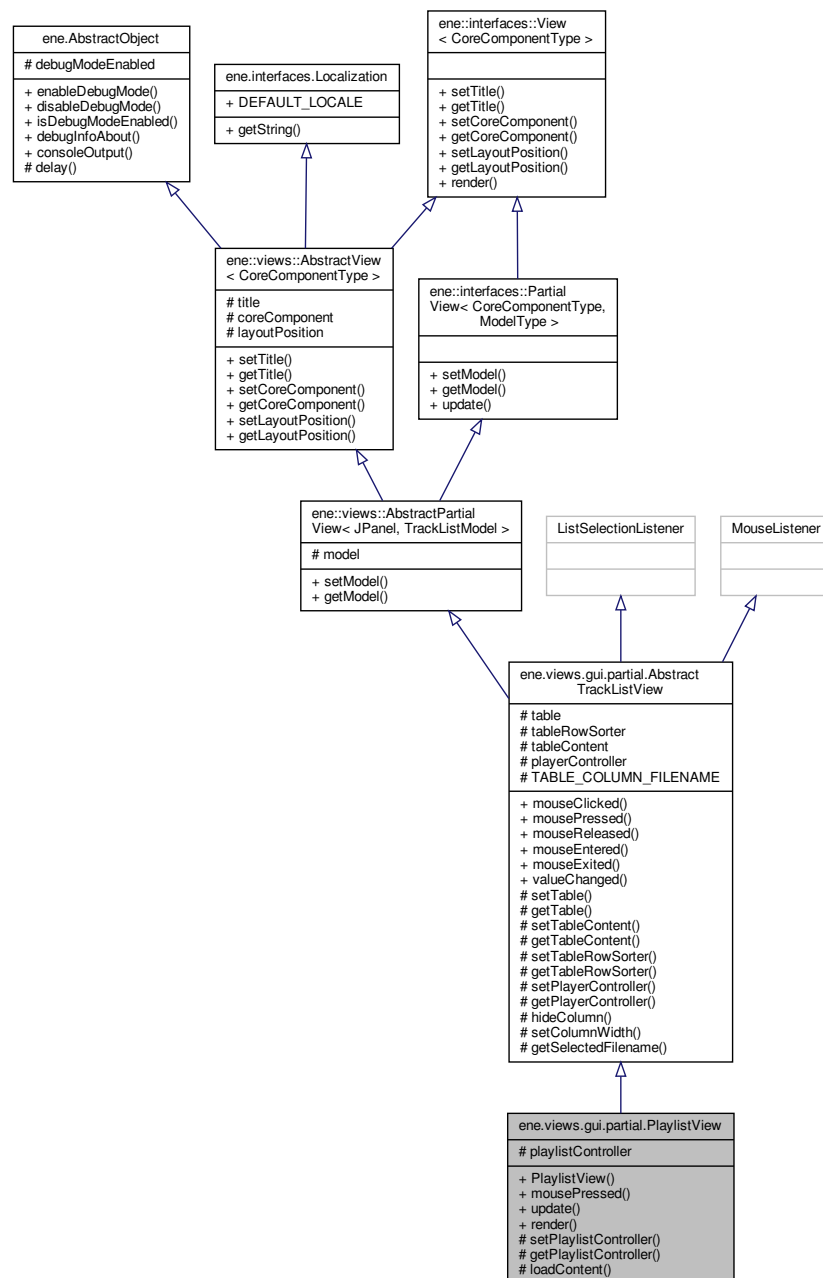 ene.AbstractObject
# debugModeEnabled
+ enableDebugMode()
+ disableDebugMode()
+ isDebugModeEnabled()
+ debugInfoAbout()
+ consoleOutput()
# delay()
ene.interfaces.Localization
+ DEFAULT_LOCALE
+ getString()
ene::interfaces::View
< CoreComponentType >
+ setTitle()
+ getTitle()
+ setCoreComponent()
+ getCoreComponent()
+ setLayoutPosition()
+ getLayoutPosition()
+ render()
ene::views::AbstractView
< CoreComponentType >
# title
# coreComponent
# layoutPosition
+ setTitle()
+ getTitle()
+ setCoreComponent()
+ getCoreComponent()
+ setLayoutPosition()
+ getLayoutPosition()
ene::interfaces::Partial
View< CoreComponentType,
ModelType >
+ setModel()
+ getModel()
+ update()
ene::views::AbstractPartial
View< JPanel, TrackListModel >
# model
+ setModel()
+ getModel()
ListSelectionListener
MouseListener
ene.views.gui.partial.Abstract
TrackListView
# table
# tableRowSorter
# tableContent
# playerController
# TABLE_COLUMN_FILENAME
+ mouseClicked()
+ mousePressed()
+ mouseReleased()
+ mouseEntered()
+ mouseExited()
+ valueChanged()
# setTable()
# getTable()
# setTableContent()
# getTableContent()
# setTableRowSorter()
# getTableRowSorter()
# setPlayerController()
# getPlayerController()
# hideColumn()
# setColumnWidth()
# getSelectedFilename()
ene.views.gui.partial.PlaylistView
# playlistController
+ PlaylistView()
+ mousePressed()
+ update()
+ render()
# setPlaylistController()
# getPlaylistController()
# loadContent()